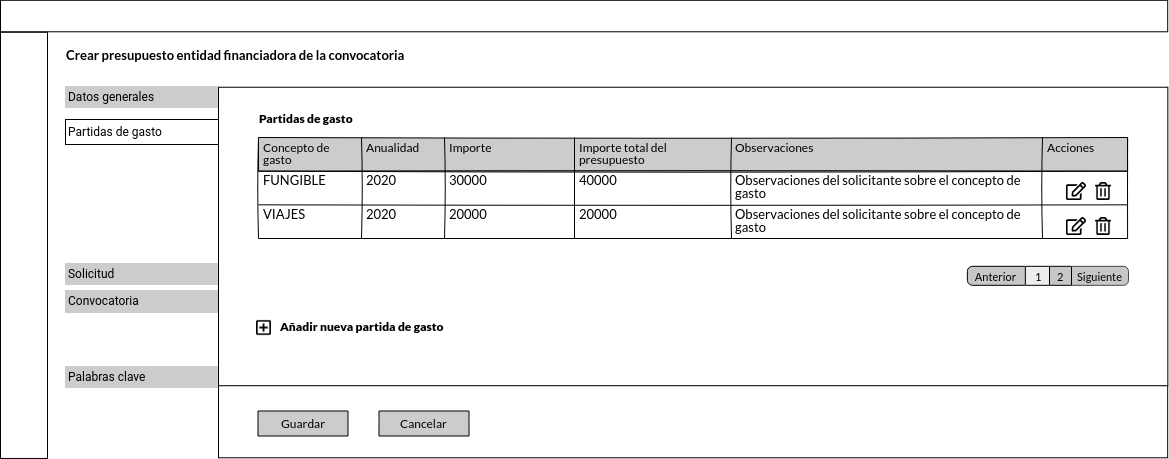 Crear presupuesto entidad financiadora de la convocatoria
Datos generales
Partidas de gasto
Solicitud
Convocatoria
Palabras clave
Partidas de gasto
Concepto de gasto Anualidad Importe Importe total del presupuesto Observaciones Acciones
FUNGIBLE 2020 30000 40000 Observaciones del solicitante sobre el concepto de gasto
VIAJES 2020 20000 20000 Observaciones del solicitante sobre el concepto de gasto
Anterior 1 2 Siguiente
Añadir nueva partida de gasto
Guardar Cancelar